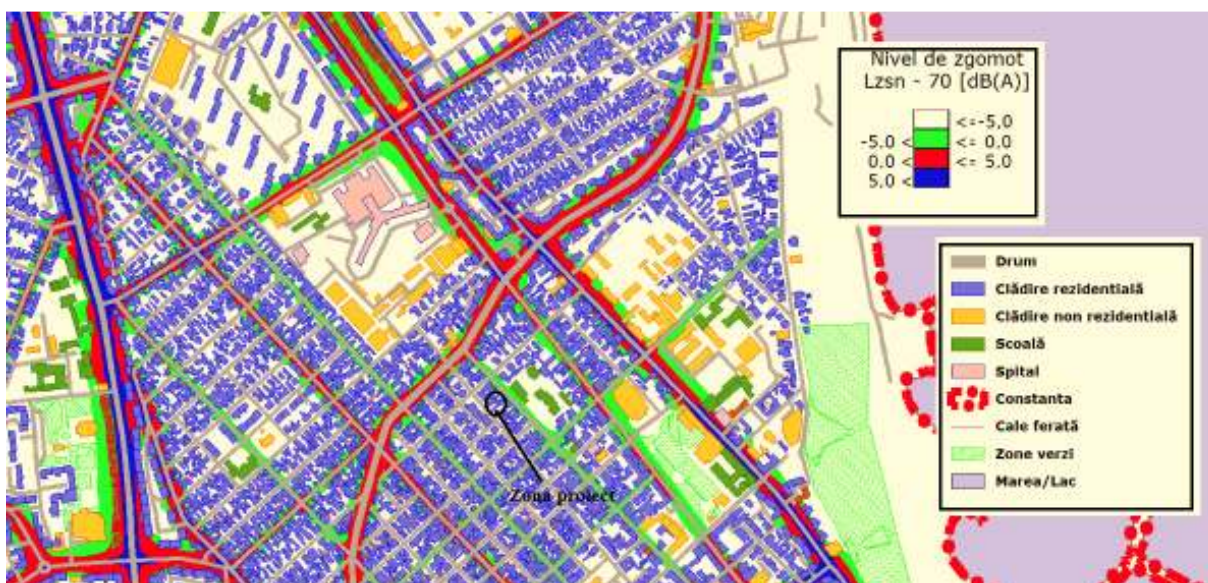 Nivel de zgomot
Lzsn - 70 [dB(A)]
<=-5,0
-5.0 < <= 0.0
0.0 < <= 5.0
5.0 <
Drum
Clădire rezidentială
Clădire non rezidentială
Scoală
Spital
Constanta
Cale ferată
Zone verzi
Marea/Lac
Zona proiect